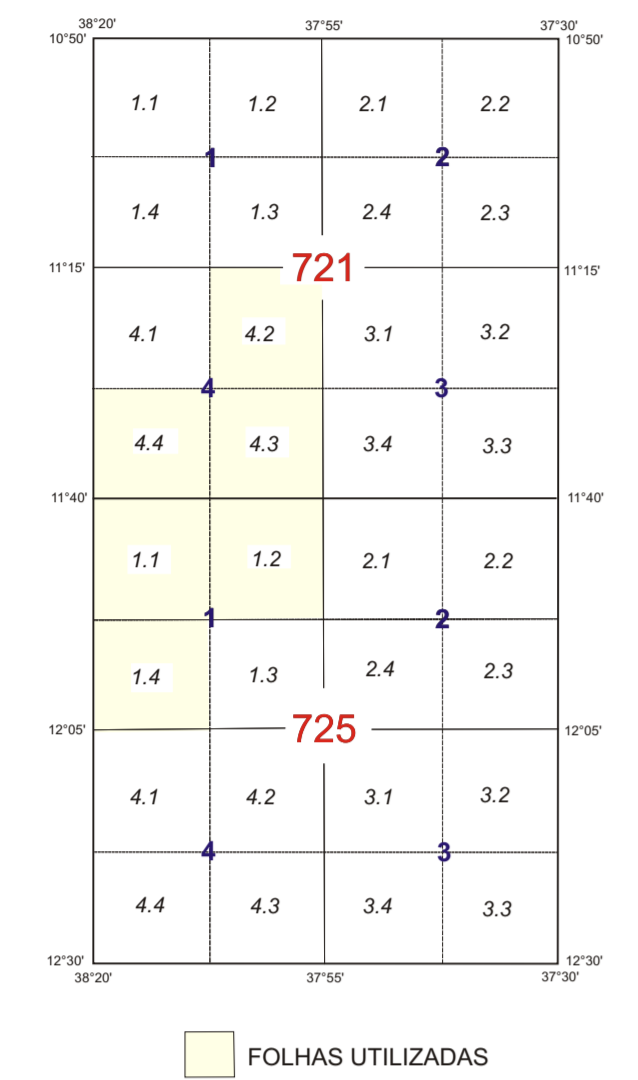 38°20' 37°55' 37°30'
10°50' 10°50'
1.1 1.2 2.1 2.2
1 2
1.4 1.3 2.4 2.3
11°15' 721 11°15'
4.1 4.2 3.1 3.2
4 3
4.4 4.3 3.4 3.3
11°40' 11°40'
1.1 1.2 2.1 2.2
1 2
1.4 1.3 2.4 2.3
12°05' 725 12°05'
4.1 4.2 3.1 3.2
4 3
4.4 4.3 3.4 3.3
12°30' 12°30'
38°20' 37°55' 37°30'
FOLHAS UTILIZADAS